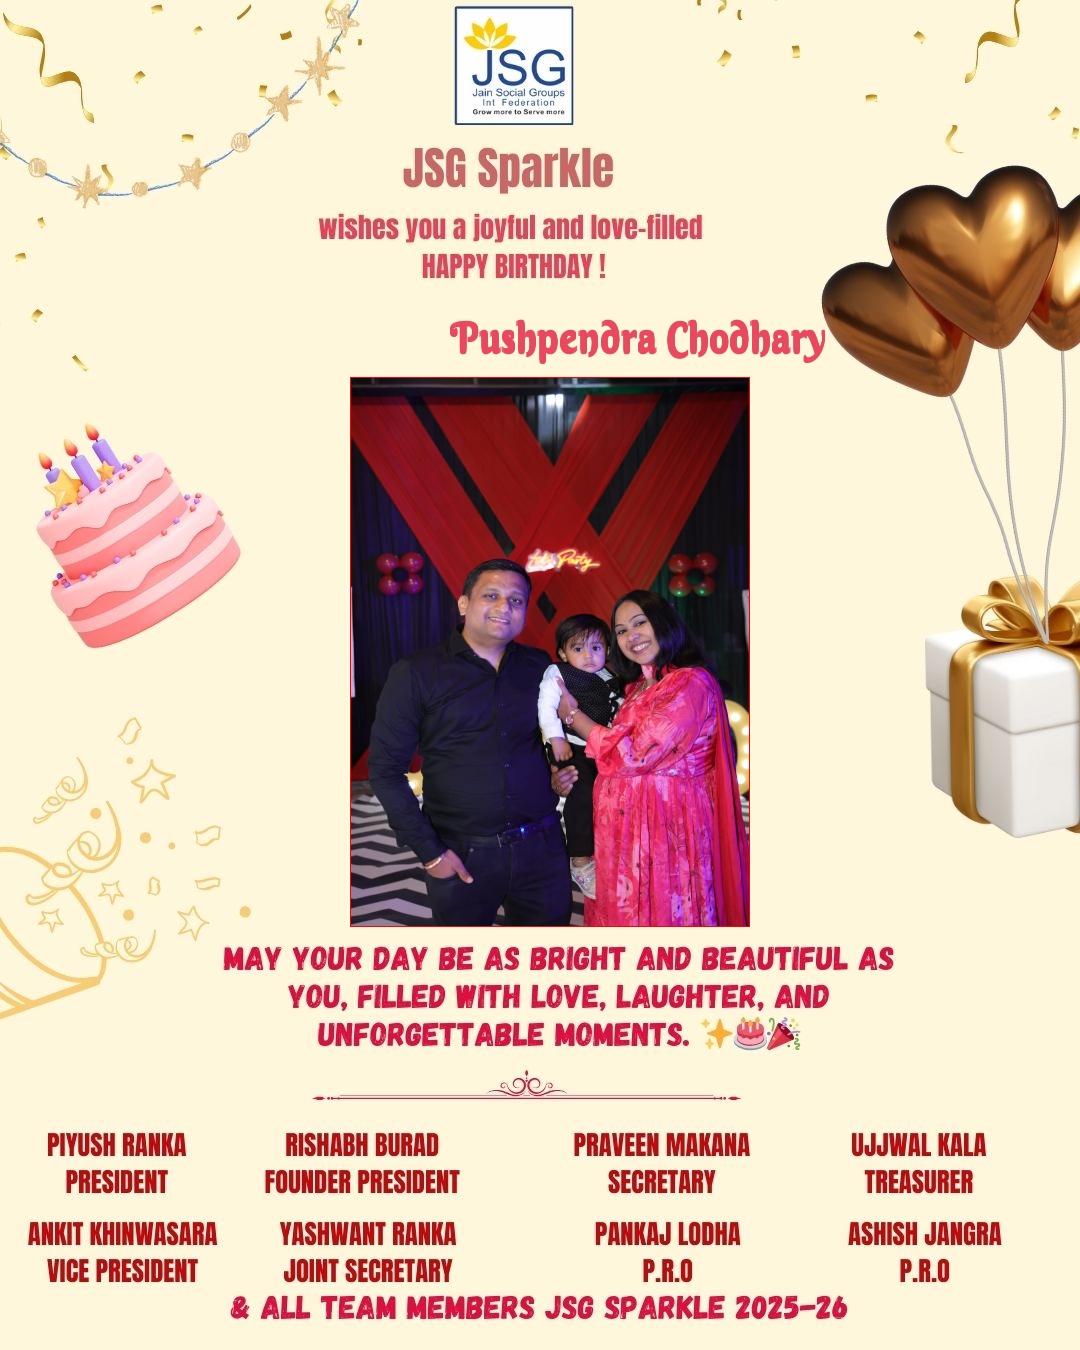 JSG
Jain Social Groups
Int Federation
Grow more to Serve more
JSG Sparkle
wishes you a joyful and love-filled
HAPPY BIRTHDAY !
Pushpendra Chodhary
Let's Party
MAY YOUR DAY BE AS BRIGHT AND BEAUTIFUL AS
YOU, FILLED WITH LOVE, LAUGHTER, AND
UNFORGETTABLE MOMENTS. ✨🎂🎉
PIYUSH RANKA
PRESIDENT
RISHABH BURAD
FOUNDER PRESIDENT
PRAVEEN MAKANA
SECRETARY
UJJWAL KALA
TREASURER
ANKIT KHINWASARA
VICE PRESIDENT
YASHWANT RANKA
JOINT SECRETARY
PANKAJ LODHA
P.R.O
ASHISH JANGRA
P.R.O
& ALL TEAM MEMBERS JSG SPARKLE 2025-26